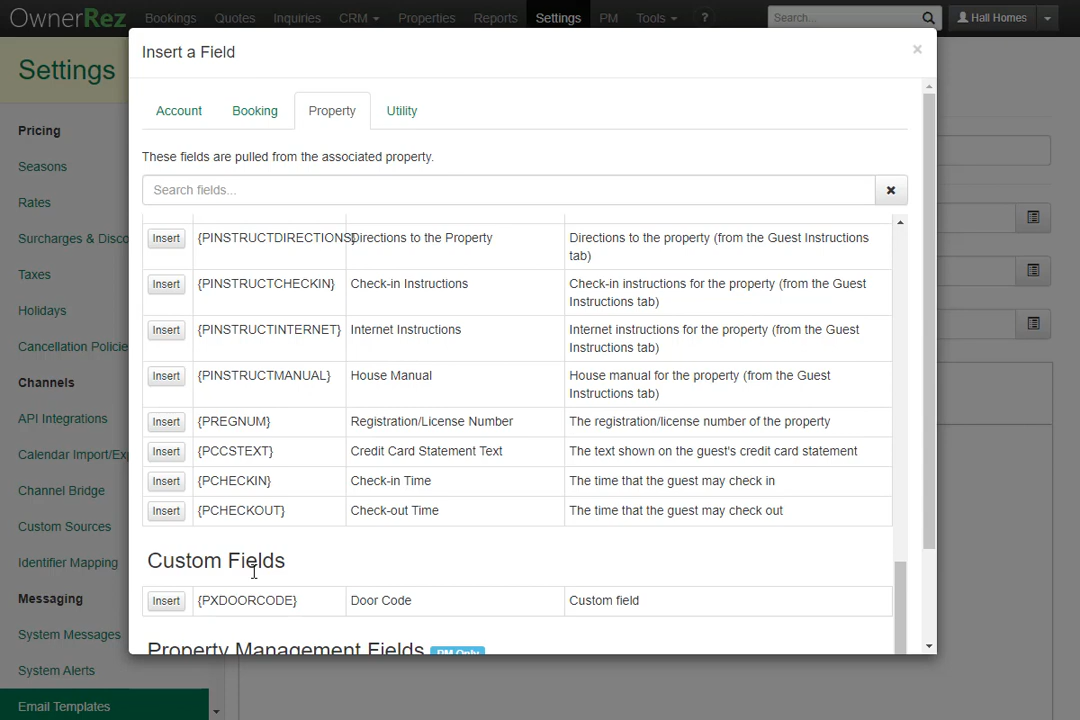 OwnerRez Bookings Quotes Inquiries CRM Properties Reports Settings PM Tools ? Search... Hall Homes
Insert a Field ×
Settings
Account Booking Property Utility
These fields are pulled from the associated property.
Search fields...
Insert {PINSTRUCTDIRECTIONS} Directions to the Property Directions to the property (from the Guest Instructions
tab)
Insert {PINSTRUCTCHECKIN} Check-in Instructions Check-in instructions for the property (from the Guest
Instructions tab)
Insert {PINSTRUCTINTERNET} Internet Instructions Internet instructions for the property (from the Guest
Instructions tab)
Insert {PINSTRUCTMANUAL} House Manual House manual for the property (from the Guest
Instructions tab)
Insert {PREGNUM} Registration/License Number The registration/license number of the property
Insert {PCCSTEXT} Credit Card Statement Text The text shown on the guest's credit card statement
Insert {PCHECKIN} Check-in Time The time that the guest may check in
Insert {PCHECKOUT} Check-out Time The time that the guest may check out
Custom Fields
Insert {PXDOORCODE} Door Code Custom field
Property Management Fields PM Only
Pricing
Seasons
Rates
Surcharges & Disco
Taxes
Holidays
Cancellation Policie
Channels
API Integrations
Calendar Import/Exp
Channel Bridge
Custom Sources
Identifier Mapping
Messaging
System Messages
System Alerts
Email Templates